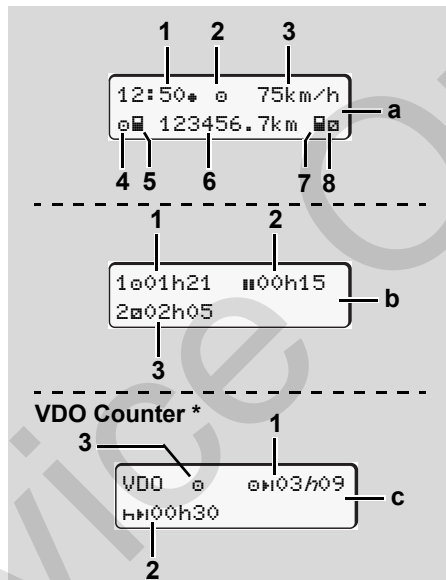 1 2 3
12:50● ⊙ 75km/h
a
⊙ 123456.7km
4 5 6 7 8
1 2
1⊙01h21 00h15
b
2 02h05
3
VDO Counter *
3 1
VDO ⊙ ⊙ 03h09
c
00h30
2
vice O